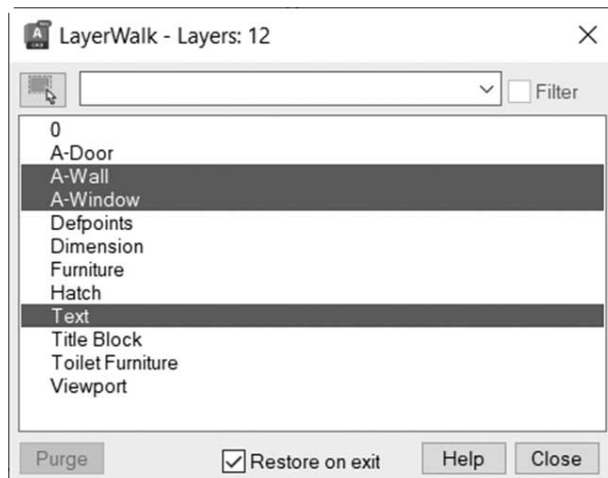 LayerWalk - Layers: 12
Filter
0
A-Door
A-Wall
A-Window
Defpoints
Dimension
Furniture
Hatch
Text
Title Block
Toilet Furniture
Viewport
Purge Restore on exit Help Close